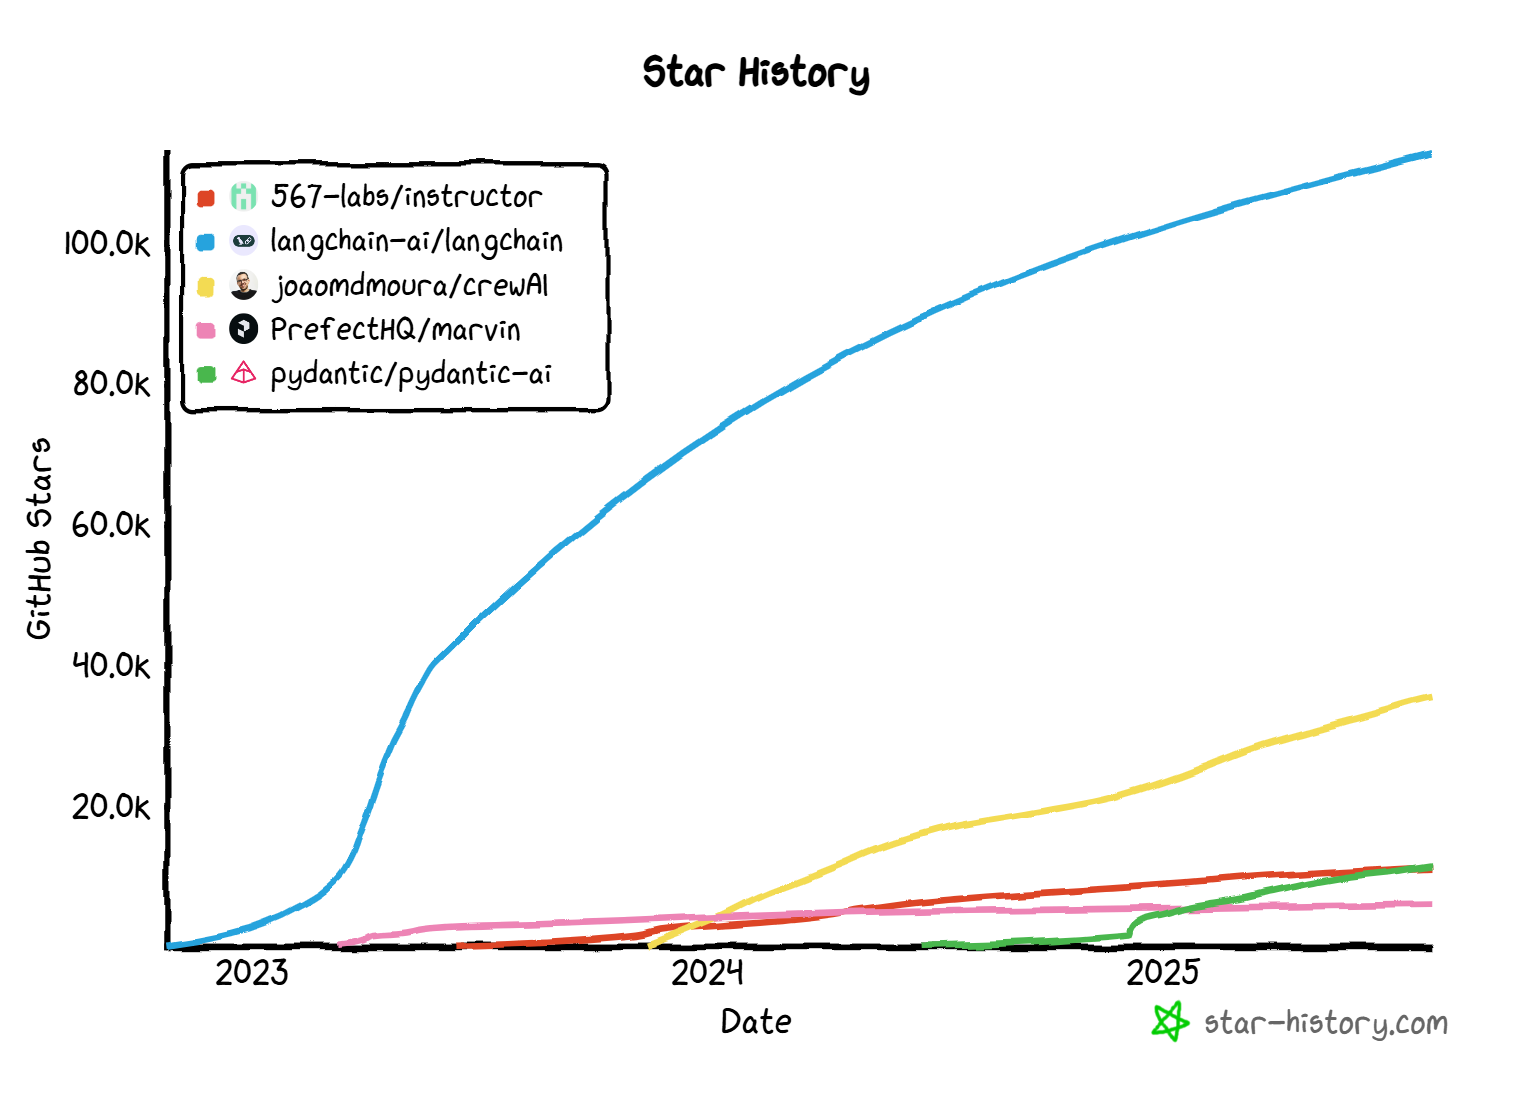 Star History
567-labs/instructor
langchain-ai/langchain
joaomdmoura/crewAI
PrefectHQ/marvin
pydantic/pydantic-ai
GitHub Stars
100.0k
80.0k
60.0k
40.0k
20.0k
2023 2024 2025
Date
star-history.com